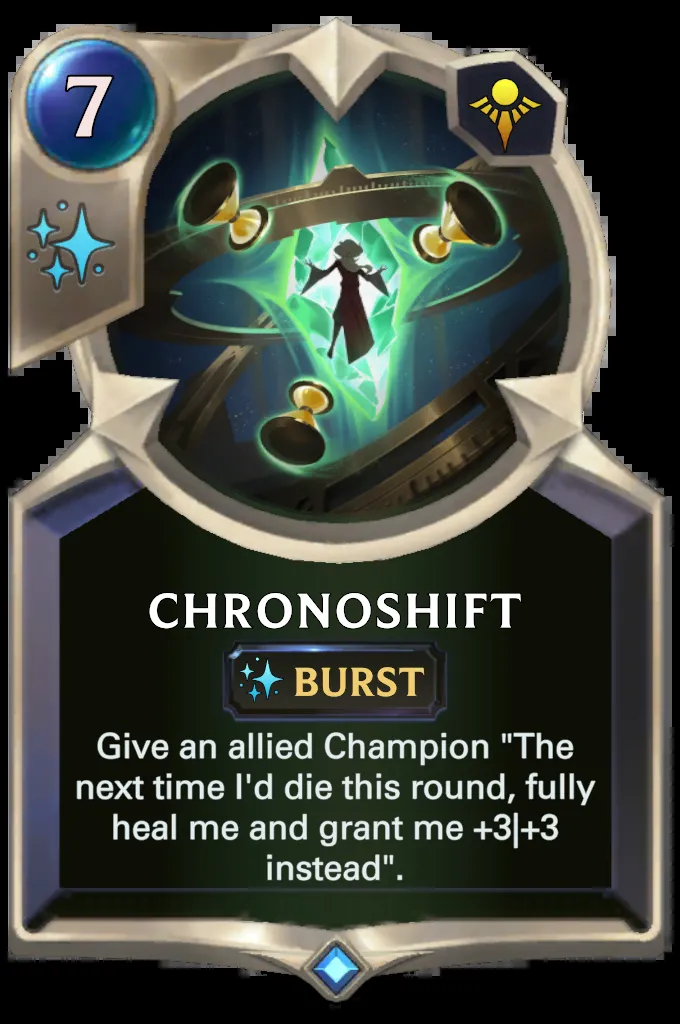 7
CHRONOSHIFT
BURST
Give an allied Champion "The
next time I'd die this round, fully
heal me and grant me +3|+3
instead".